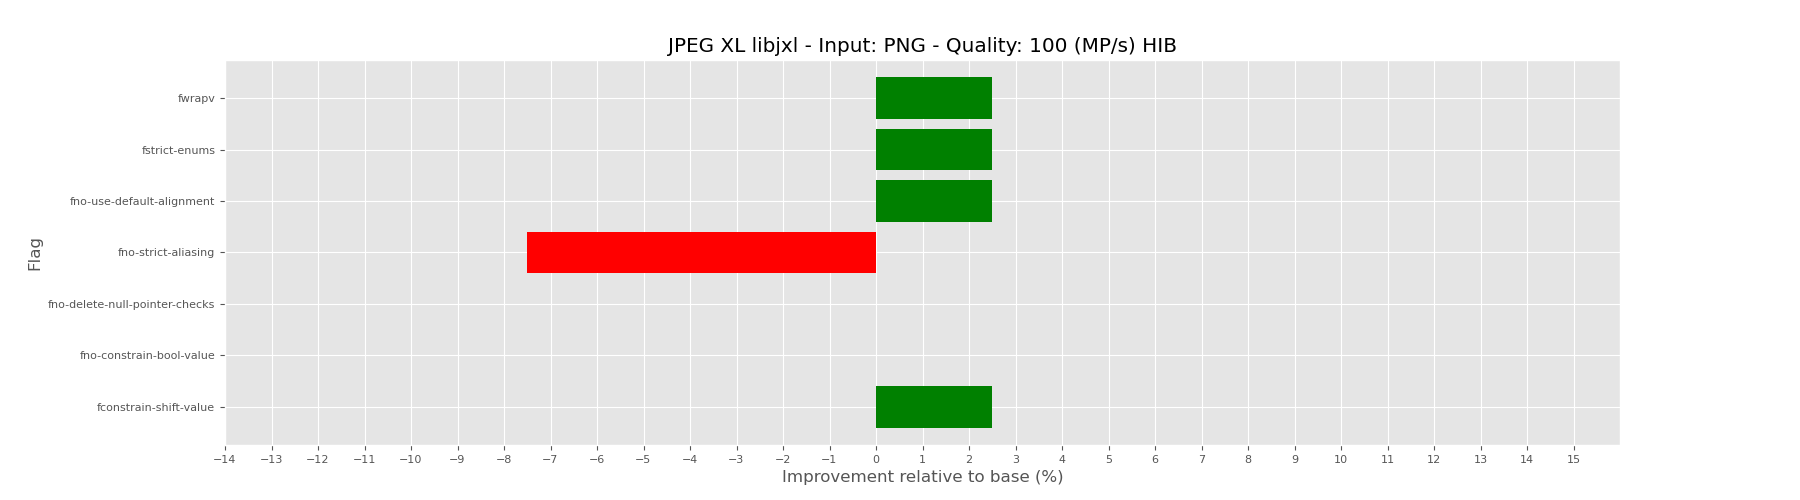 JPEG XL libjxl - Input: PNG - Quality: 100 (MP/s) HIB
Flag
fwrapv
fstrict-enums
fno-use-default-alignment
fno-strict-aliasing
fno-delete-null-pointer-checks
fno-constrain-bool-value
fconstrain-shift-value
−14 −13 −12 −11 −10 −9 −8 −7 −6 −5 −4 −3 −2 −1 0 1 2 3 4 5 6 7 8 9 10 11 12 13 14 15
Improvement relative to base (%)